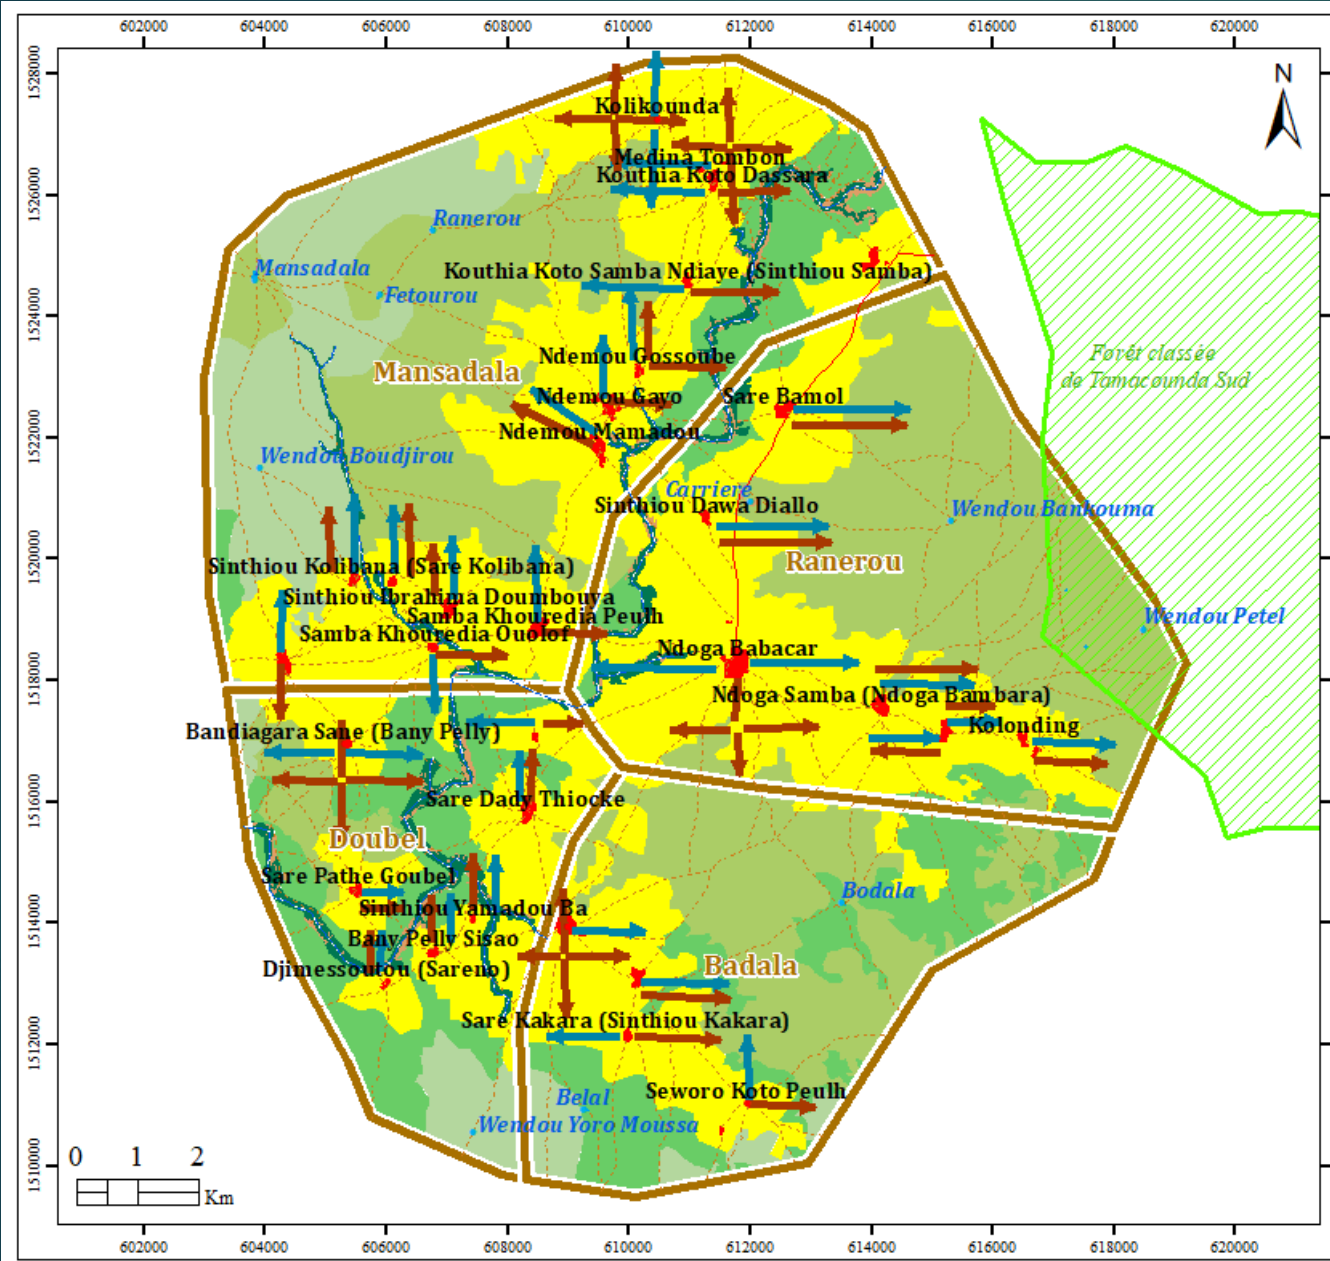 602000 604000 606000 608000 610000 612000 614000 616000 618000 620000
1528000
N
Kolikounda
Medina Tombon
Kouthia Koto Dassara
1526000
Ranerou
Mansadala
Kouthia Koto Samba Ndiaye (Sinthiou Samba)
Fetourou
1524000
Ndemou Gossoube
Forêt classée
de Tamacounda Sud
Mansadala
Ndemou Gayo
Sare Bamol
1522000
Ndemou Mamadou
Wendou Boudjirou
Carriere
Sinthiou Dawa Diallo
Wendou Bankouma
1520000
Ranerou
Sinthiou Kolibana (Sare Kolibana)
Sinthiou Ibrahima Doumbouya
Samba Khouredia Peulh
Wendou Petel
Samba Khouredia Ouolof
Ndoga Babacar
1518000
Ndoga Samba (Ndoga Bambara)
Bandiagara Sane (Bany Pelly)
Kolonding
1516000
Sare Dady Thiocke
Doubel
Sare Pathe Goubel
Bodala
1514000
Sinthiou Yamadou Ba
Bany Pelly Sisao
Djimessoutou (Sareno)
Badala
1512000
Sare Kakara (Sinthiou Kakara)
Seworo Koto Peulh
Belal
Wendou Yoro Moussa
1510000
0 1 2
Km
602000 604000 606000 608000 610000 612000 614000 616000 618000 620000